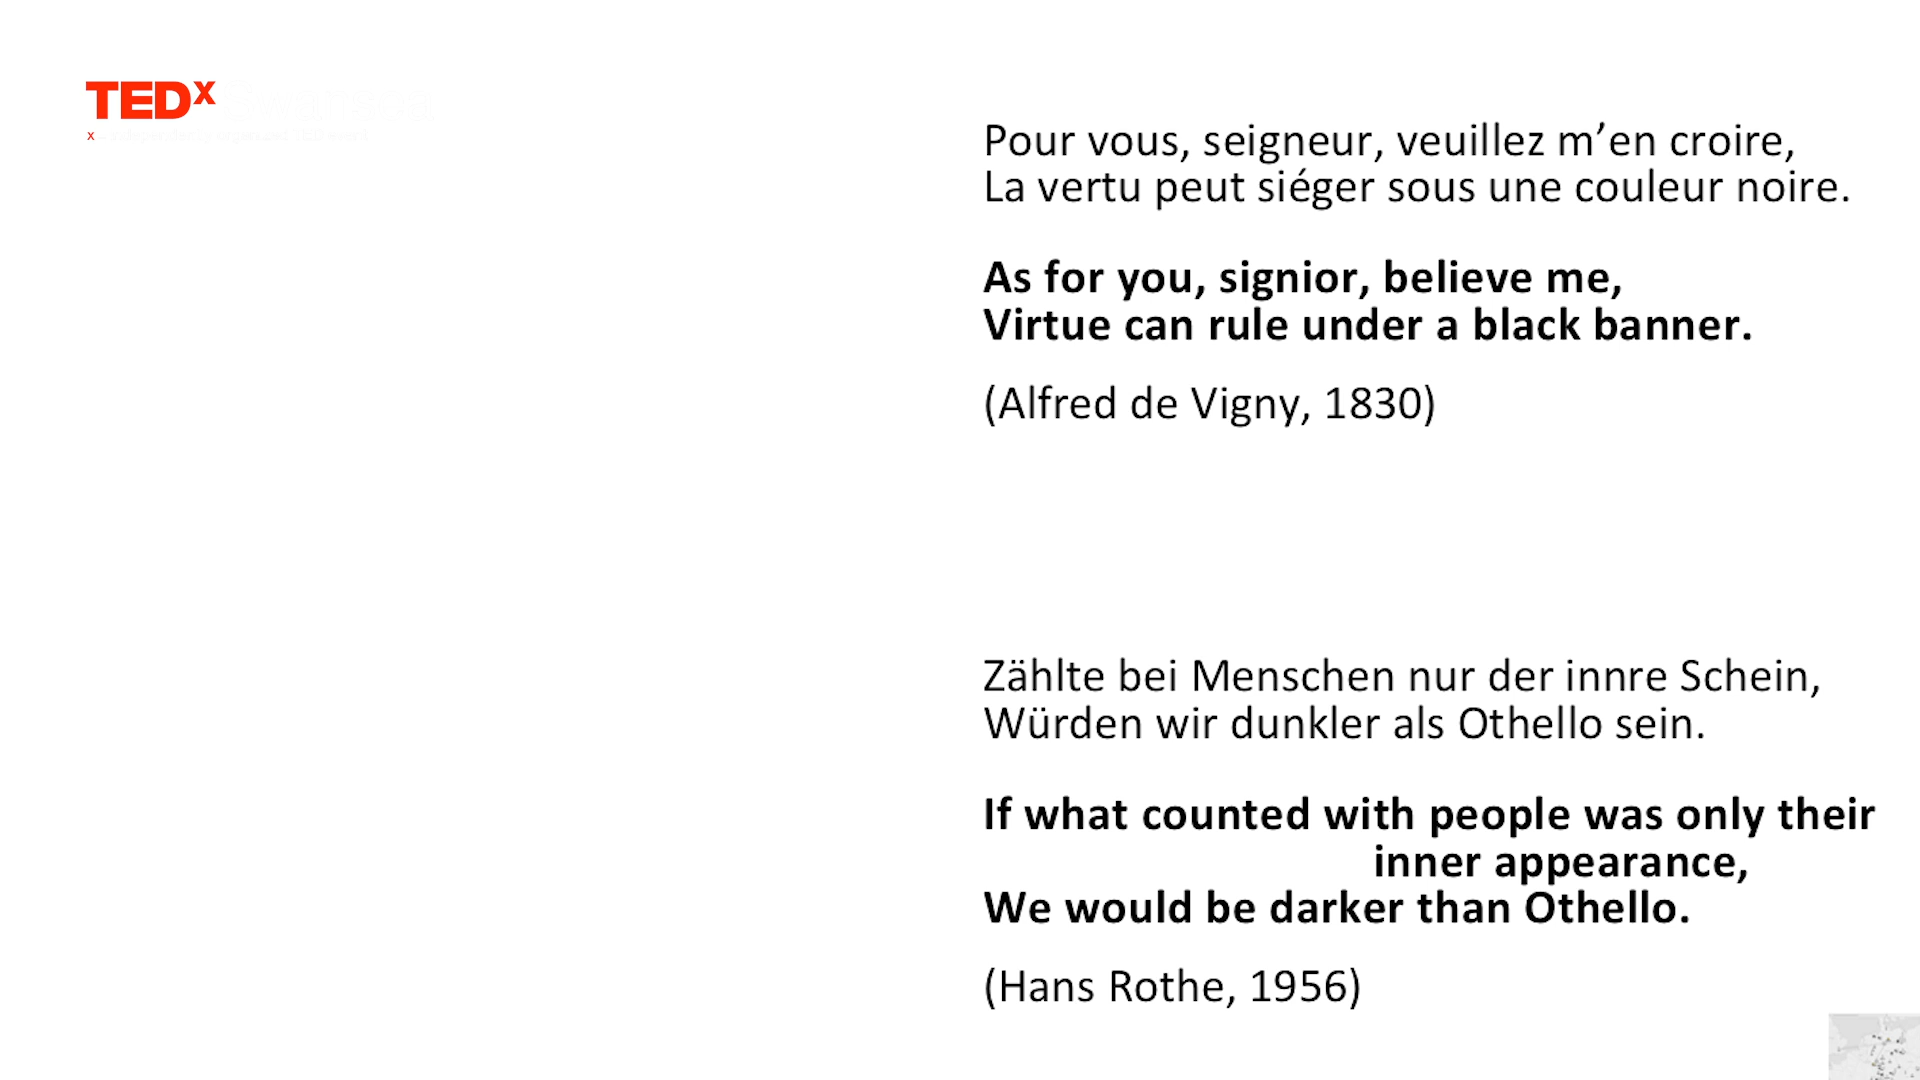 TEDx
x
Pour vous, seigneur, veuillez m’en croire,
La vertu peut siéger sous une couleur noire.
As for you, signior, believe me,
Virtue can rule under a black banner.
(Alfred de Vigny, 1830)
Zählte bei Menschen nur der innre Schein,
Würden wir dunkler als Othello sein.
If what counted with people was only their
inner appearance,
We would be darker than Othello.
(Hans Rothe, 1956)